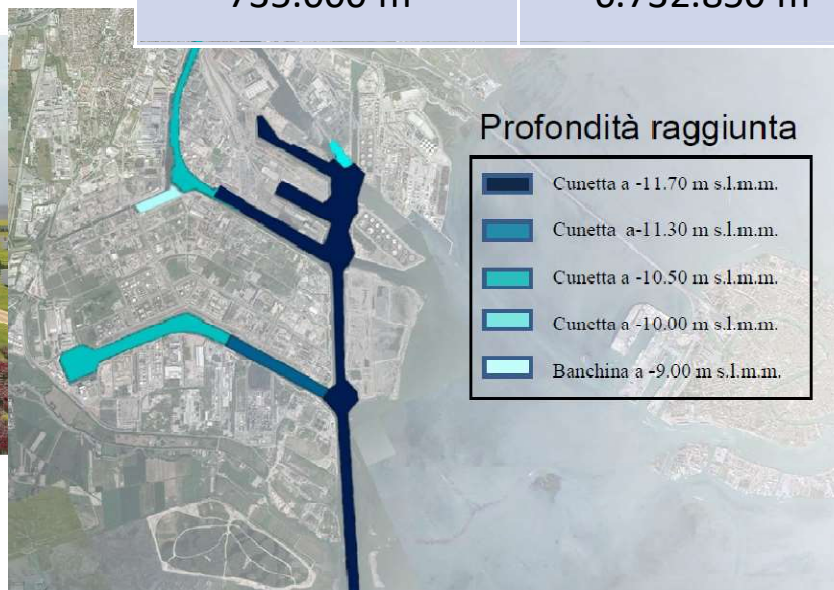 Profondità raggiunta
Cunetta a -11.70 m s.l.m.m.
Cunetta a-11.30 m s.l.m.m.
Cunetta a -10.50 m s.l.m.m.
Cunetta a -10.00 m s.l.m.m.
Banchina a -9.00 m s.l.m.m.